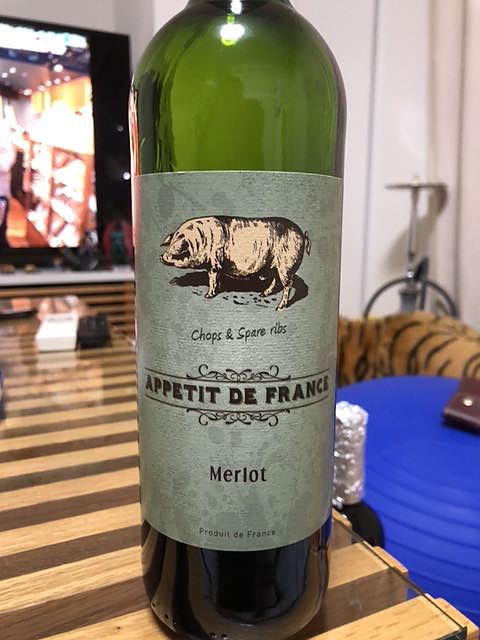 Chops & Spare ribs
APPETIT DE FRANCE
Merlot
Produit de France